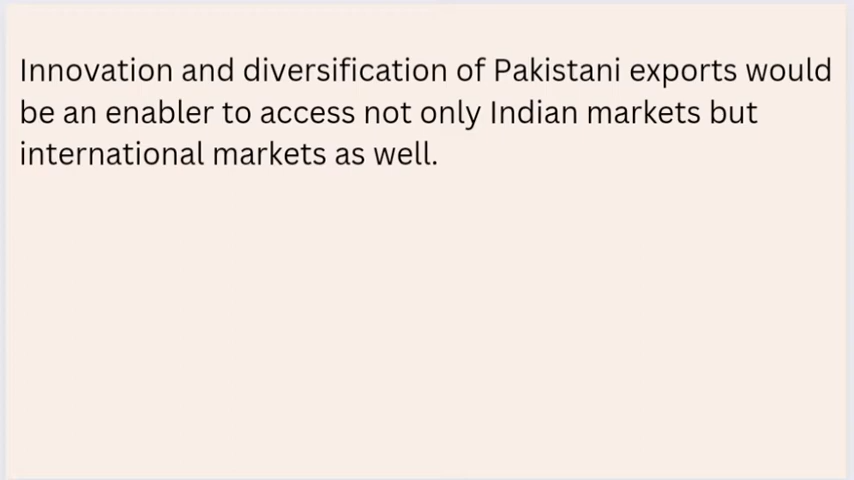 Innovation and diversification of Pakistani exports would
be an enabler to access not only Indian markets but
international markets as well.